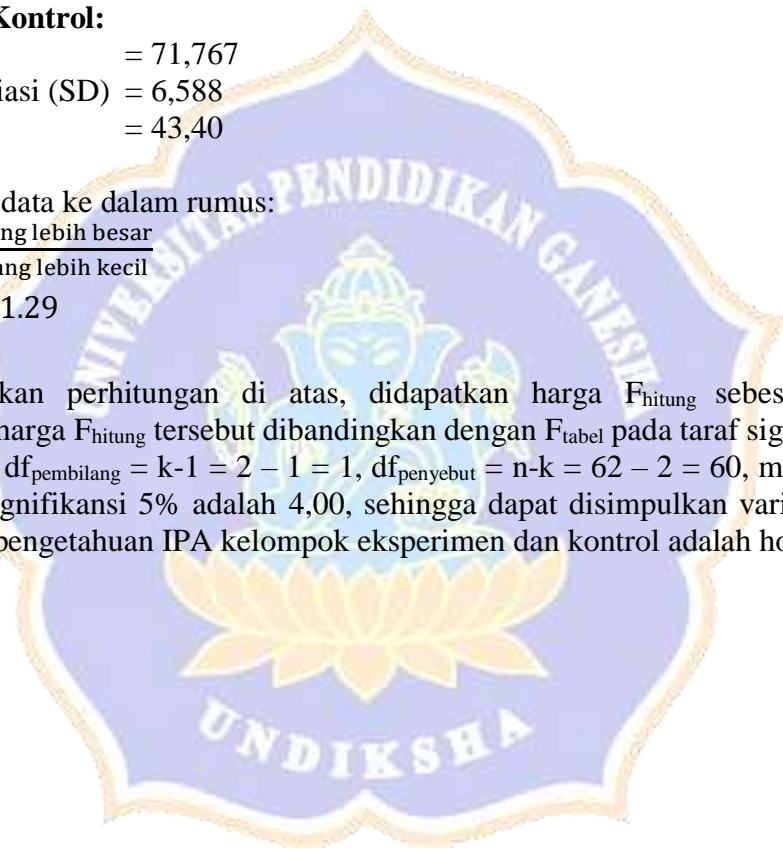 Kontrol:
= 71,767
iasi (SD) = 6,588
= 43,40
data ke dalam rumus:
ng lebih besar
ang lebih kecil
1.29
kan perhitungan di atas, didapatkan harga Fhitung sebes
harga Fhitung tersebut dibandingkan dengan Ftabel pada taraf sig
dfpembilang = k-1 = 2 – 1 = 1, dfpenyebut = n-k = 62 – 2 = 60, m
gnifikansi 5% adalah 4,00, sehingga dapat disimpulkan vari
pengetahuan IPA kelompok eksperimen dan kontrol adalah ho
UNIVERSITAS PENDIDIKAN GANESHA
UNDIKSHA